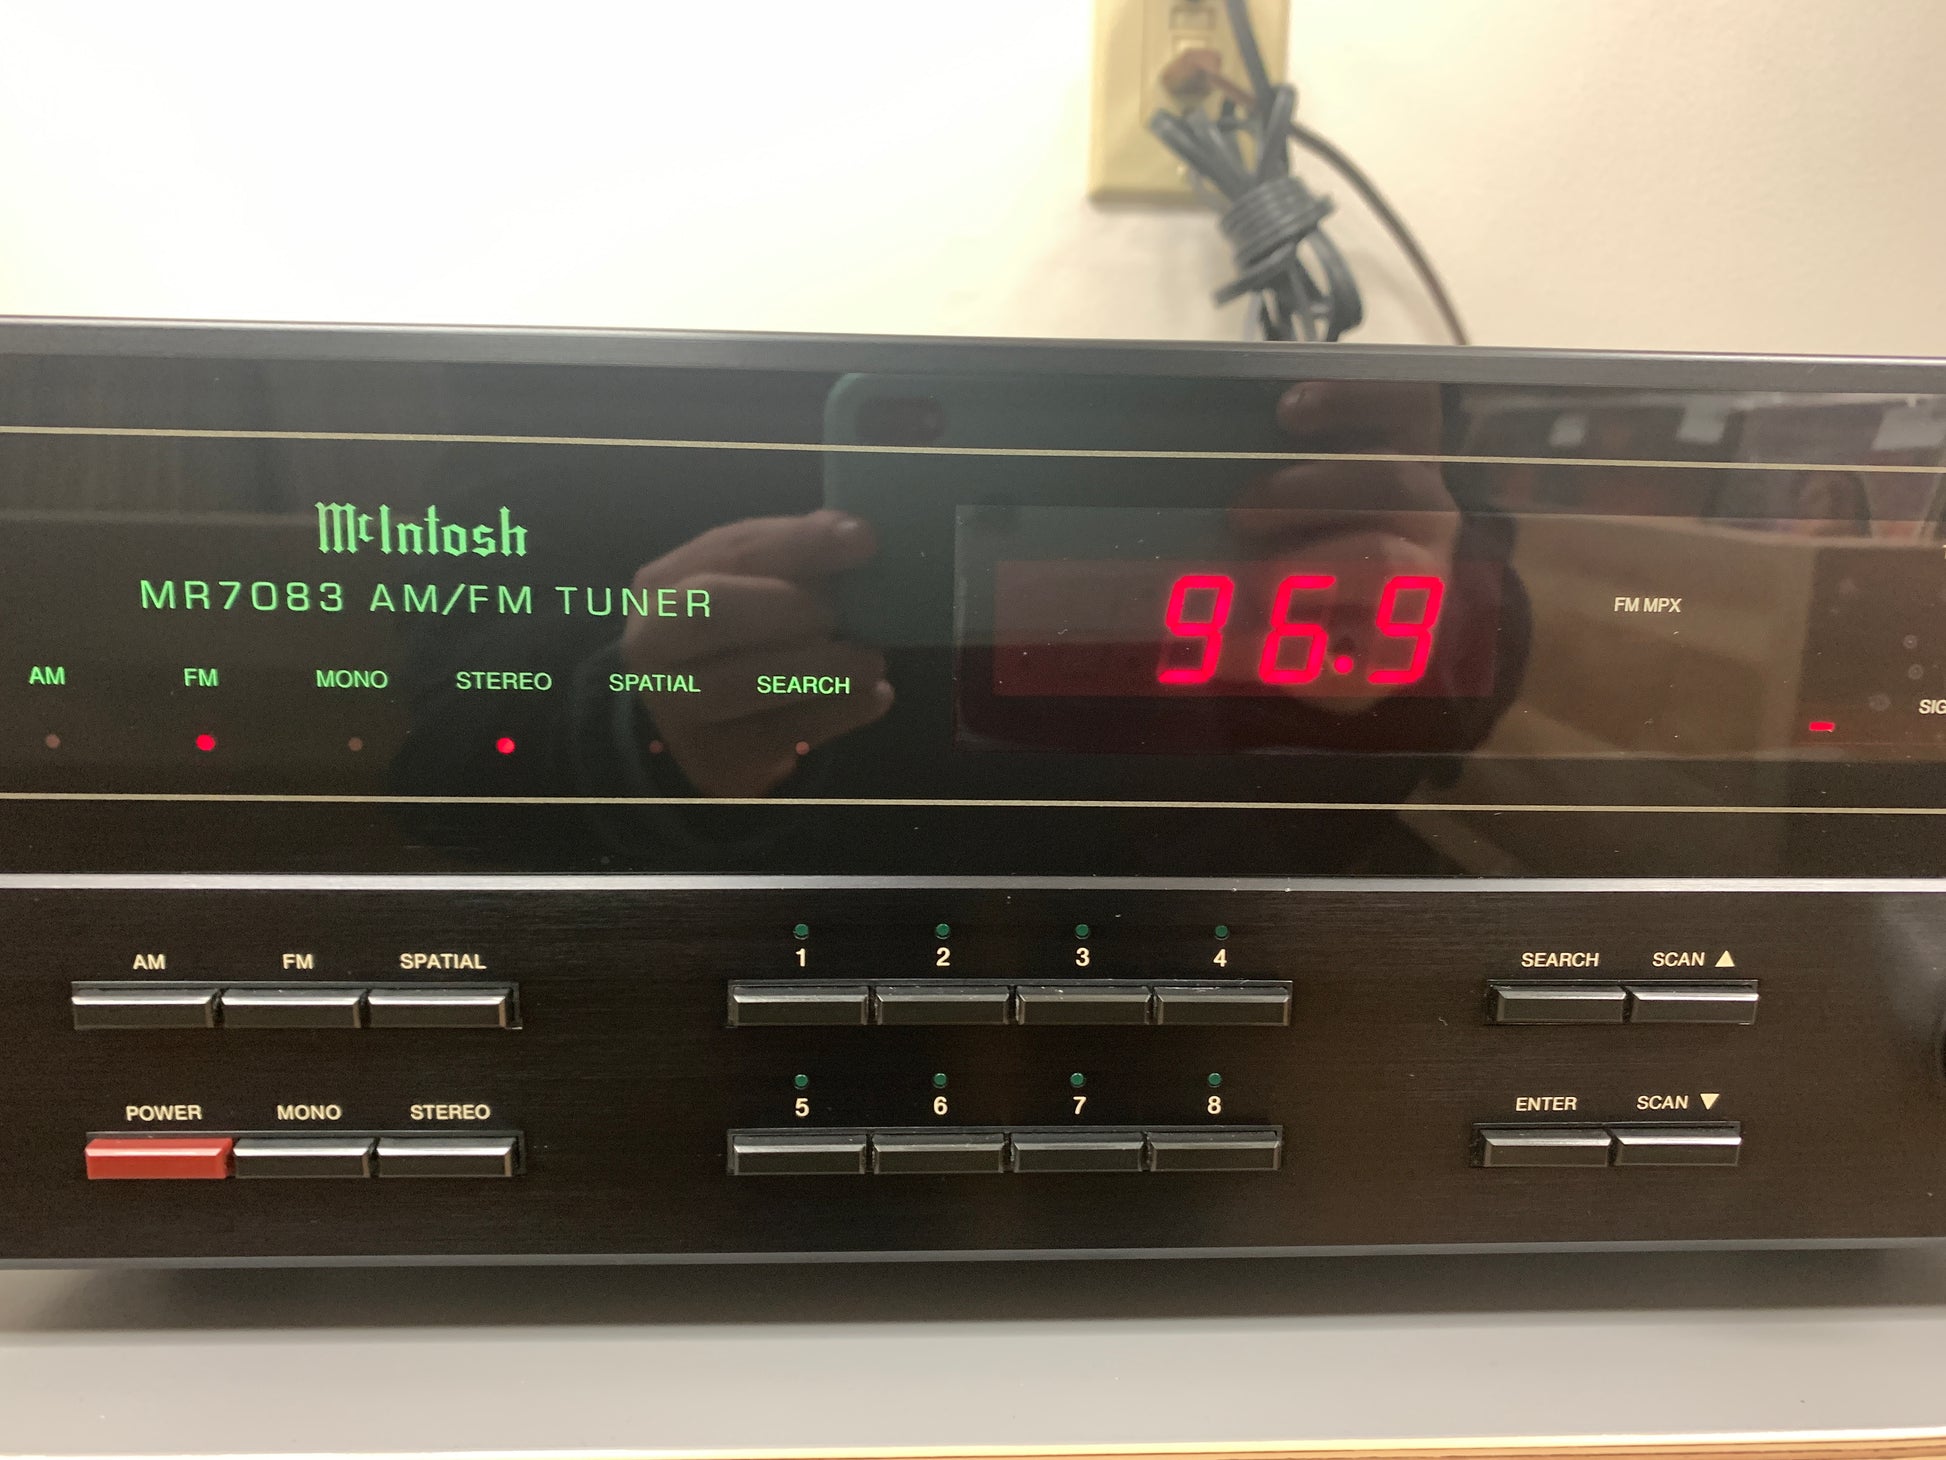 McIntosh
MR7083 AM/FM TUNER
AM FM MONO STEREO SPATIAL SEARCH
96.9
FM MPX
AM FM SPATIAL
1 2 3 4
SEARCH SCAN ▲
POWER MONO STEREO
5 6 7 8
ENTER SCAN ▼